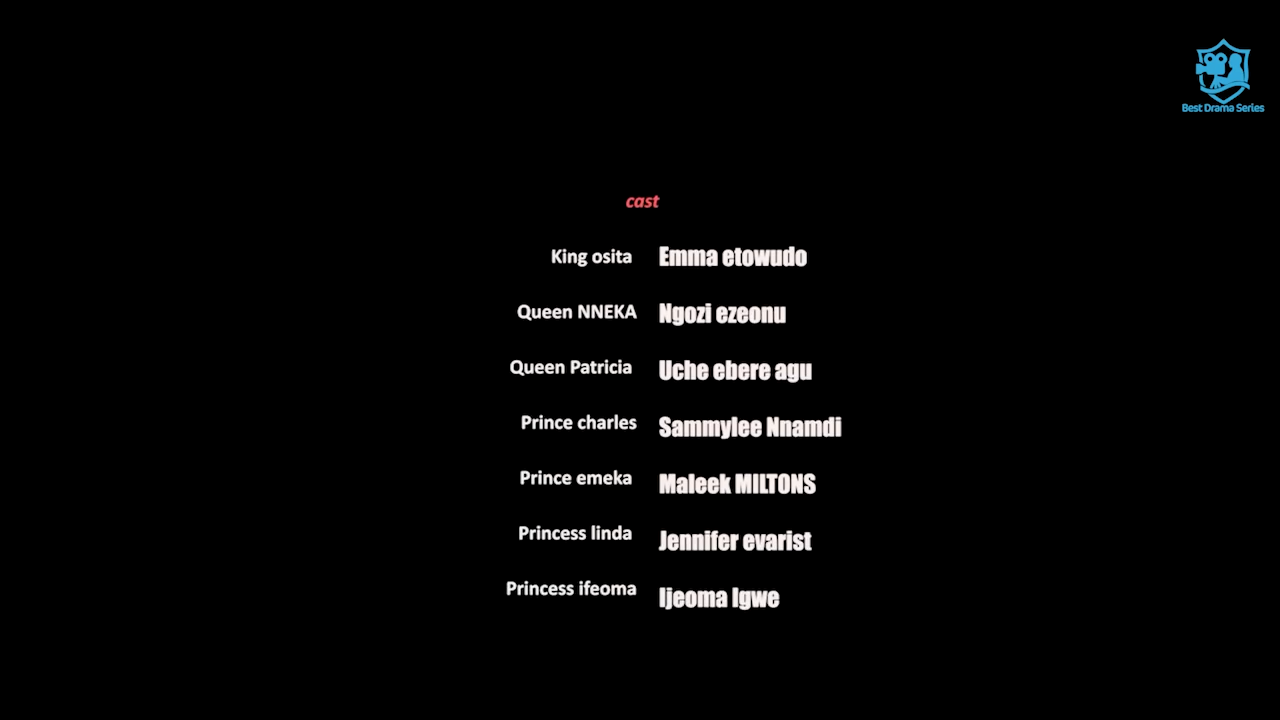 Best Drama Series
cast
King osita Emma etowudo
Queen NNEKA Ngozi ezeonu
Queen Patricia Uche ebere agu
Prince charles Sammylee Nnamdi
Prince emeka Maleek MILTONS
Princess linda Jennifer evarist
Princess ifeoma Ijeoma Igwe